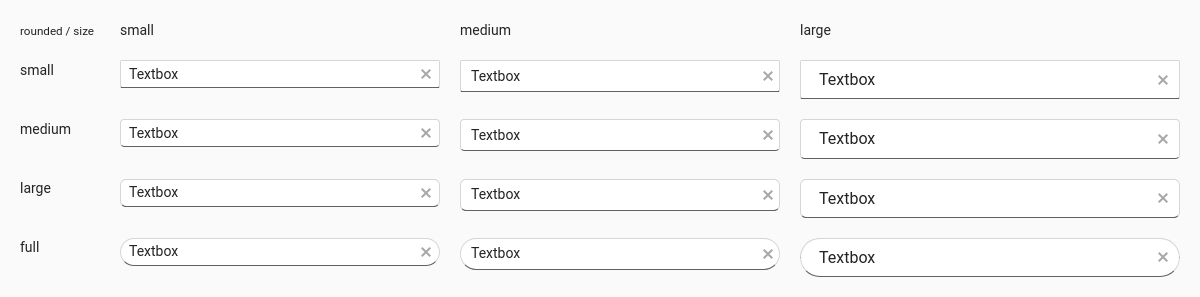 rounded / size small medium large
small Textbox Textbox Textbox
medium Textbox Textbox Textbox
large Textbox Textbox Textbox
full Textbox Textbox Textbox